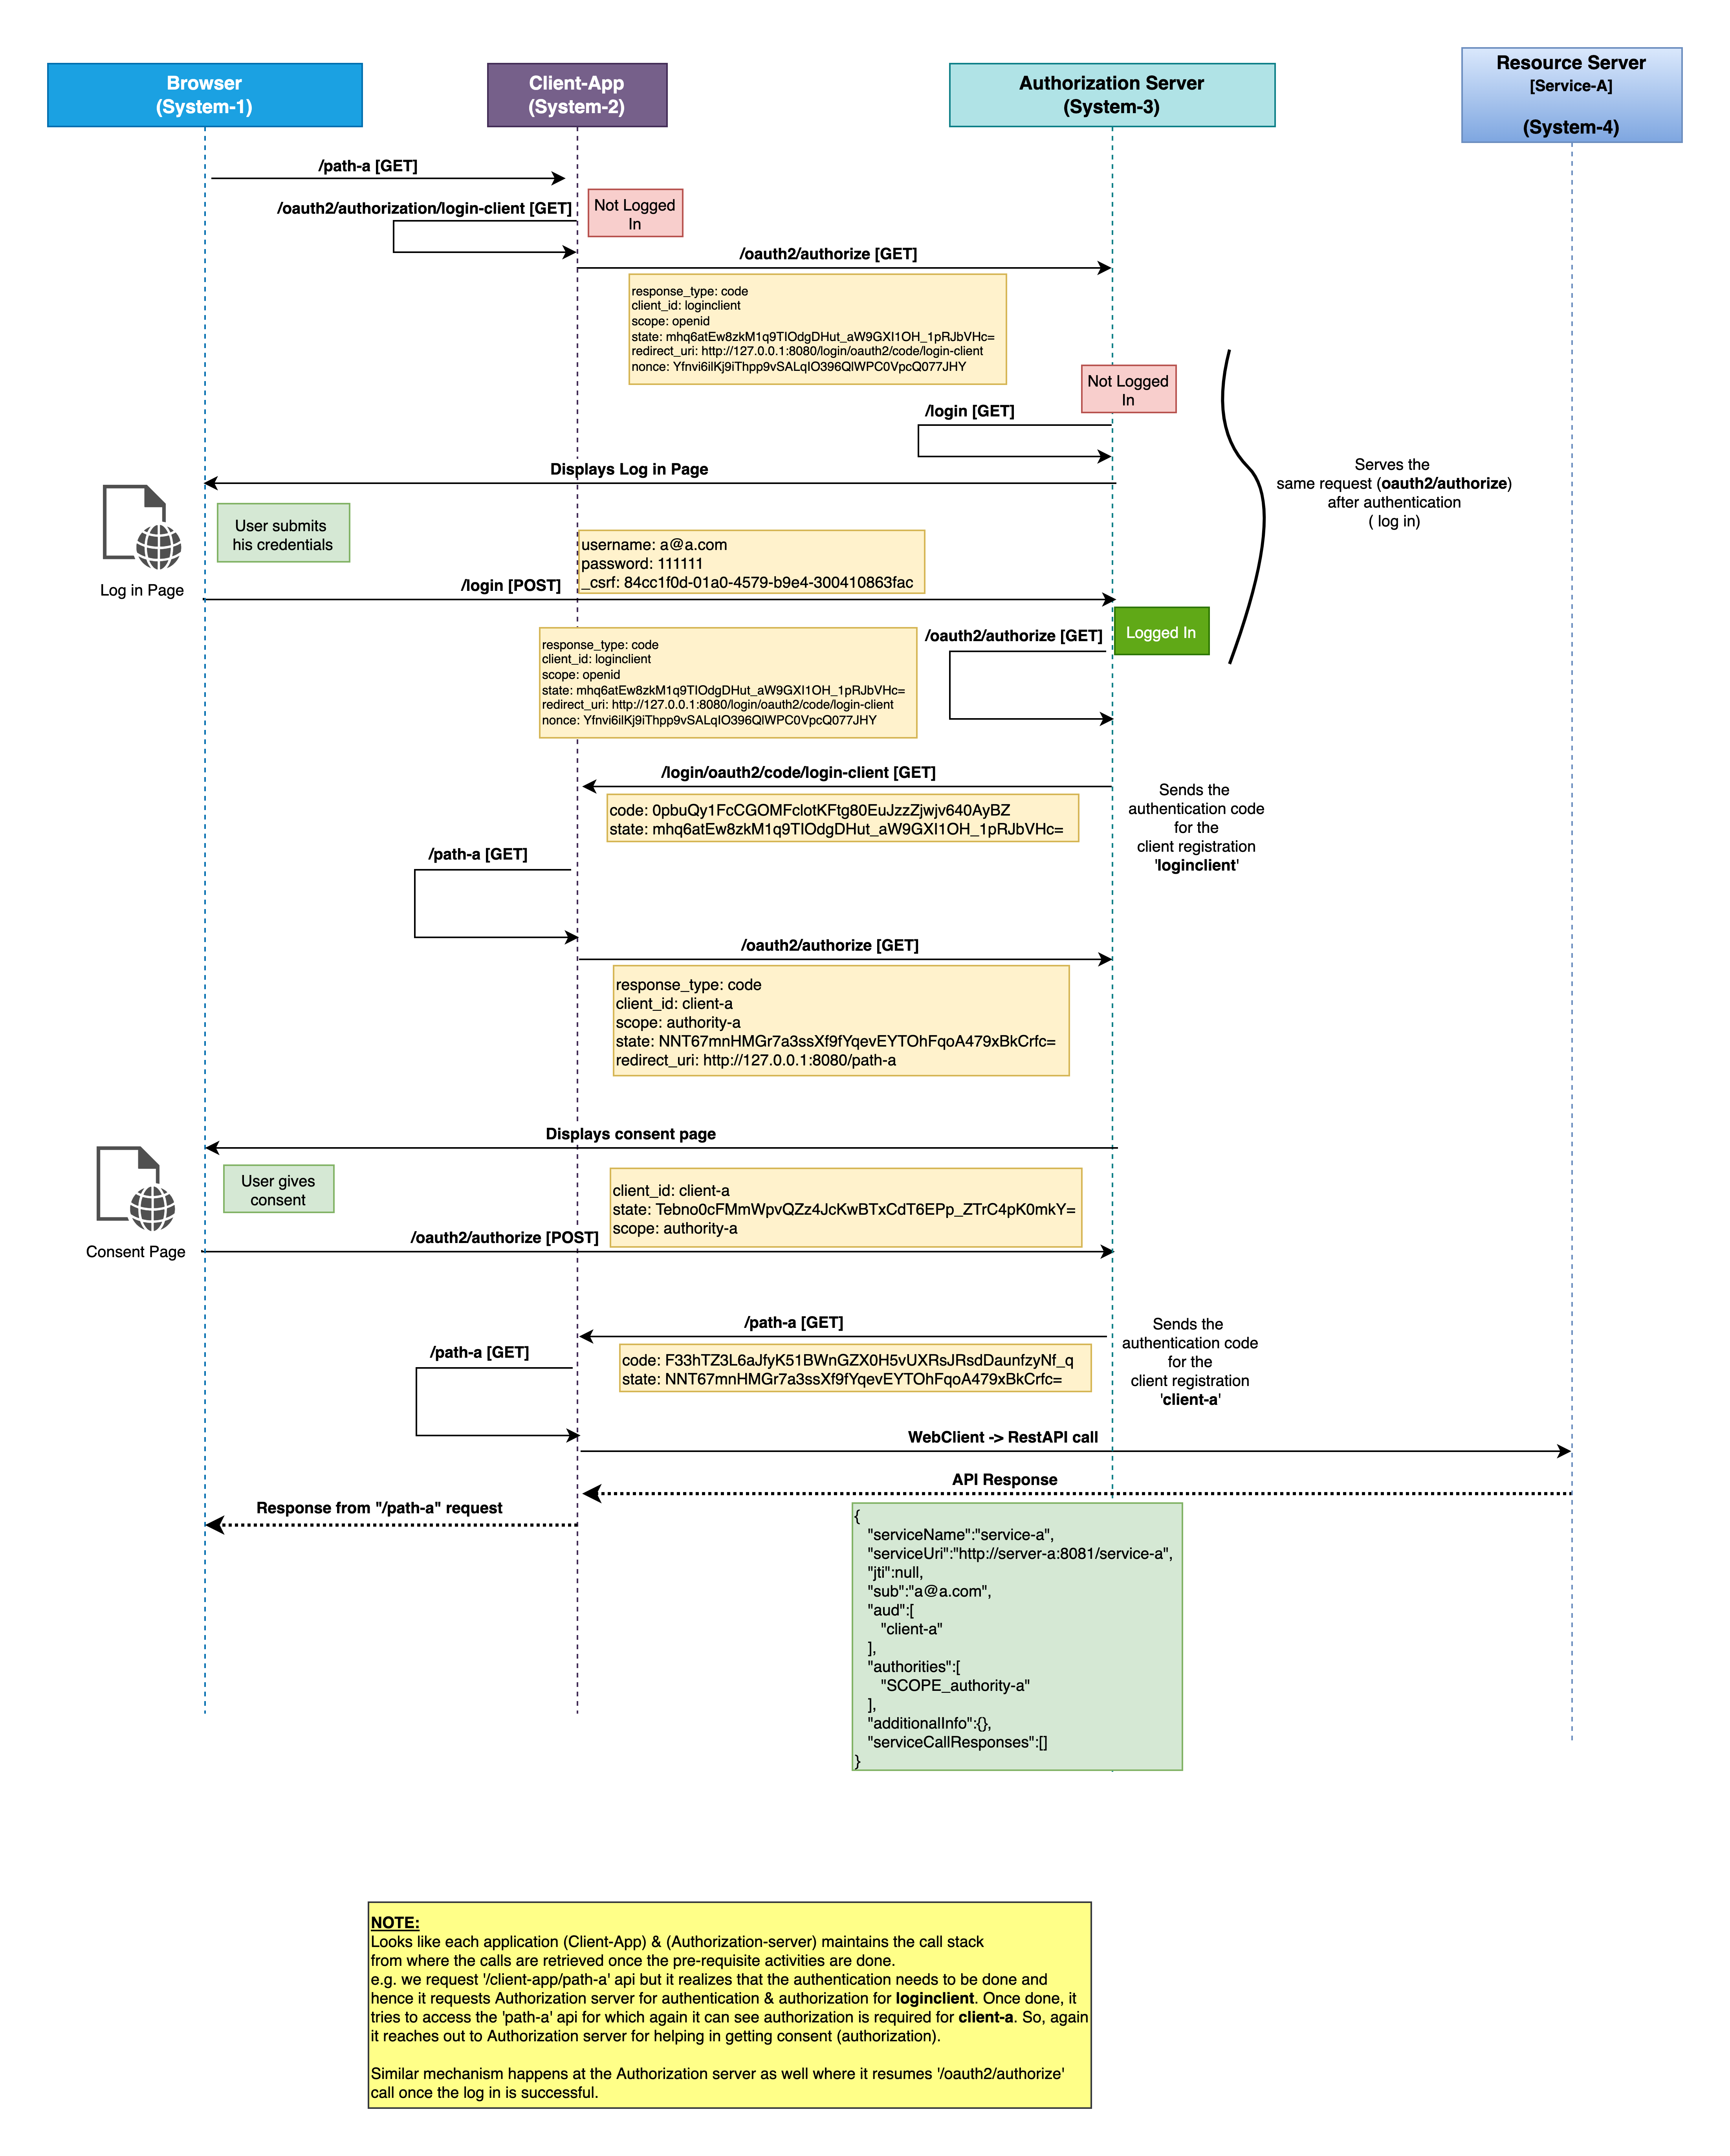 Browser
(System-1)
Client-App
(System-2)
Authorization Server
(System-3)
Resource Server
[Service-A]
(System-4)
/path-a [GET]
Not Logged
In
/oauth2/authorization/login-client [GET]
/oauth2/authorize [GET]
response_type: code
client_id: loginclient
scope: openid
state: mhq6atEw8zkM1q9TIOdgDHut_aW9GXI1OH_1pRJbVHc=
redirect_uri: http://127.0.0.1:8080/login/oauth2/code/login-client
nonce: Yfnvi6ilKj9iThpp9vSALqIO396QlWPC0VpcQ077JHY
Not Logged
In
/login [GET]
Displays Log in Page
Serves the
same request (oauth2/authorize)
after authentication
( log in)
User submits
his credentials
Log in Page
username: a@a.com
password: 111111
_csrf: 84cc1f0d-01a0-4579-b9e4-300410863fac
/login [POST]
Logged In
/oauth2/authorize [GET]
response_type: code
client_id: loginclient
scope: openid
state: mhq6atEw8zkM1q9TIOdgDHut_aW9GXI1OH_1pRJbVHc=
redirect_uri: http://127.0.0.1:8080/login/oauth2/code/login-client
nonce: Yfnvi6ilKj9iThpp9vSALqIO396QlWPC0VpcQ077JHY
/login/oauth2/code/login-client [GET]
code: 0pbuQy1FcCGOMFclotKFtg80EuJzzZjwjv640AyBZ
state: mhq6atEw8zkM1q9TIOdgDHut_aW9GXI1OH_1pRJbVHc=
Sends the
authentication code
for the
client registration
'loginclient'
/path-a [GET]
/oauth2/authorize [GET]
response_type: code
client_id: client-a
scope: authority-a
state: NNT67mnHMGr7a3ssXf9fYqevEYTOhFqoA479xBkCrfc=
redirect_uri: http://127.0.0.1:8080/path-a
Displays consent page
User gives
consent
Consent Page
client_id: client-a
state: Tebno0cFMmWpvQZz4JcKwBTxCdT6EPp_ZTrC4pK0mkY=
scope: authority-a
/oauth2/authorize [POST]
/path-a [GET]
code: F33hTZ3L6aJfyK51BWnGZX0H5vUXRsJRsdDaunfzyNf_q
state: NNT67mnHMGr7a3ssXf9fYqevEYTOhFqoA479xBkCrfc=
Sends the
authentication code
for the
client registration
'client-a'
/path-a [GET]
WebClient -> RestAPI call
API Response
Response from "/path-a" request
{
"serviceName":"service-a",
"serviceUri":"http://server-a:8081/service-a",
"jti":null,
"sub":"a@a.com",
"aud":[
"client-a"
],
"authorities":[
"SCOPE_authority-a"
],
"additionalInfo":{},
"serviceCallResponses":[]
}
NOTE:
Looks like each application (Client-App) & (Authorization-server) maintains the call stack
from where the calls are retrieved once the pre-requisite activities are done.
e.g. we request '/client-app/path-a' api but it realizes that the authentication needs to be done and
hence it requests Authorization server for authentication & authorization for loginclient. Once done, it
tries to access the 'path-a' api for which again it can see authorization is required for client-a. So, again
it reaches out to Authorization server for helping in getting consent (authorization).
Similar mechanism happens at the Authorization server as well where it resumes '/oauth2/authorize'
call once the log in is successful.